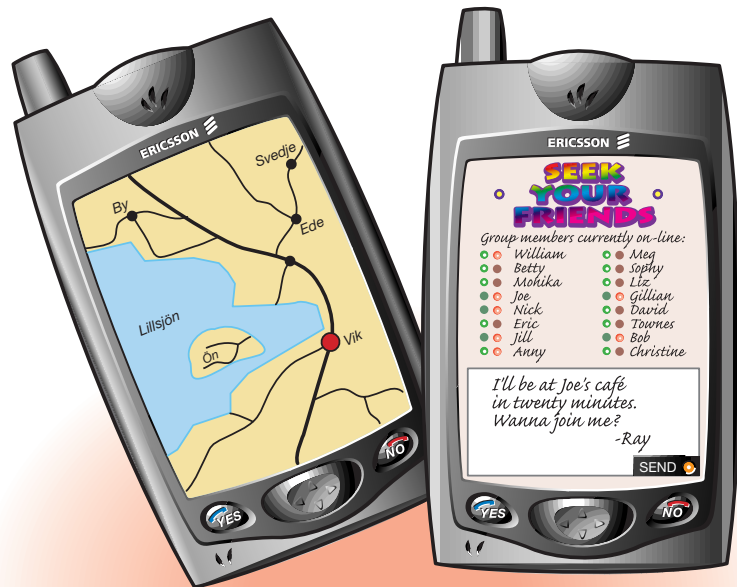 ERICSSON
Svedje
By
Ede
Lillsjön
Ön
Vik
YES
NO
ERICSSON
SEEK
YOUR
FRIENDS
Group members currently on-line:
William
Betty
Mohika
Joe
Nick
Eric
Jill
Anny
Meg
Sophy
Liz
Gillian
David
Townes
Bob
Christine
I'll be at Joe's café
in twenty minutes.
Wanna join me?
-Ray
SEND
YES
NO